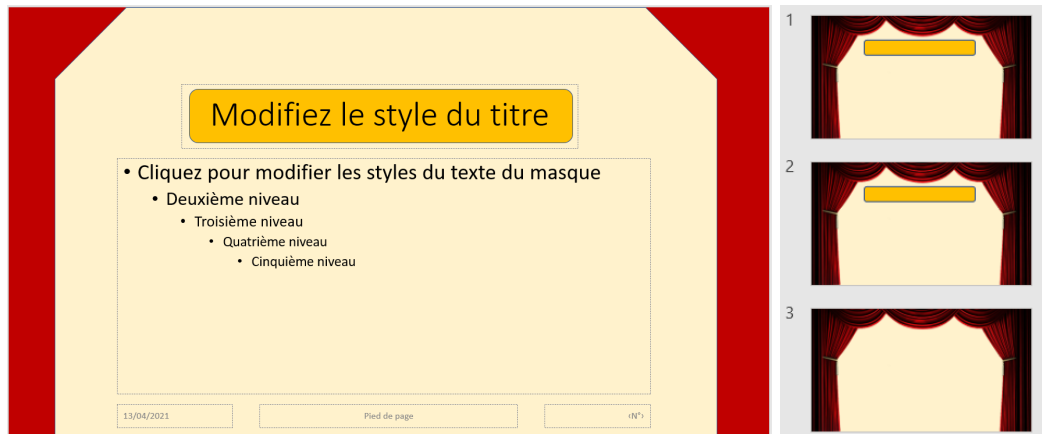 Modifiez le style du titre
• Cliquez pour modifier les styles du texte du masque
• Deuxième niveau
• Troisième niveau
• Quatrième niveau
• Cinquième niveau
13/04/2021
Pied de page
‹N°›
1
2
3